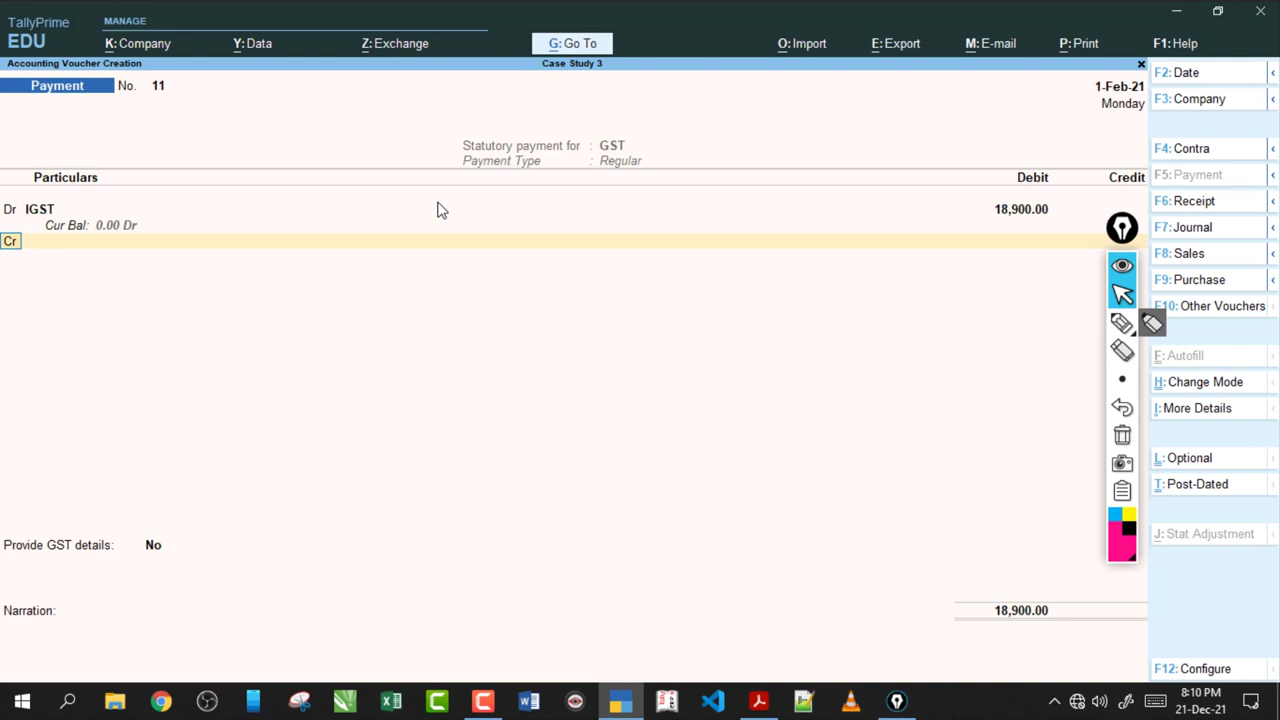 TallyPrime
EDU
MANAGE
K: Company
Y: Data
Z: Exchange
G: Go To
O: Import
E: Export
M: E-mail
P: Print
F1: Help
Accounting Voucher Creation
Case Study 3
Payment No. 11
1-Feb-21
Monday
Statutory payment for : GST
Payment Type : Regular
Particulars Debit Credit
Dr IGST 18,900.00
Cur Bal: 0.00 Dr
Cr
Provide GST details: No
Narration: 18,900.00
F2: Date
F3: Company
F4: Contra
F5: Payment
F6: Receipt
F7: Journal
F8: Sales
F9: Purchase
F10: Other Vouchers
F: Autofill
H: Change Mode
I: More Details
L: Optional
T: Post-Dated
J: Stat Adjustment
F12: Configure
8:10 PM
21-Dec-21